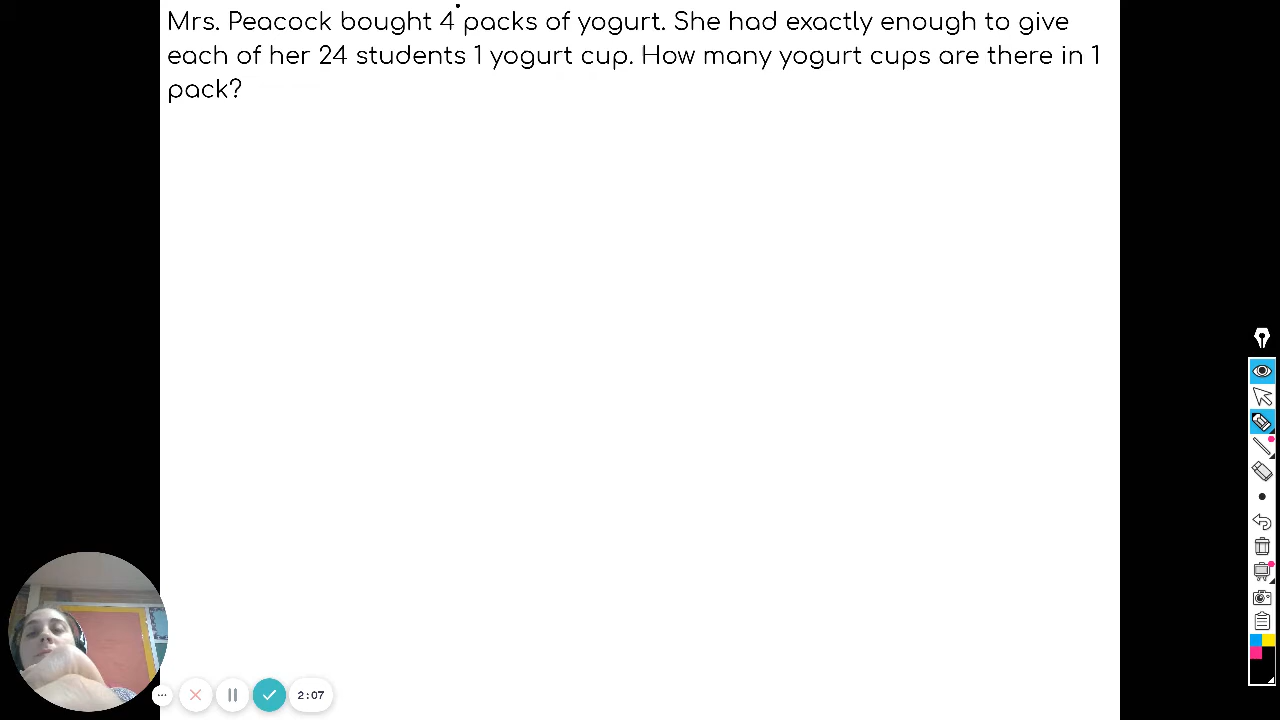 Mrs. Peacock bought 4 packs of yogurt. She had exactly enough to give
each of her 24 students 1 yogurt cup. How many yogurt cups are there in 1
pack?
2:07